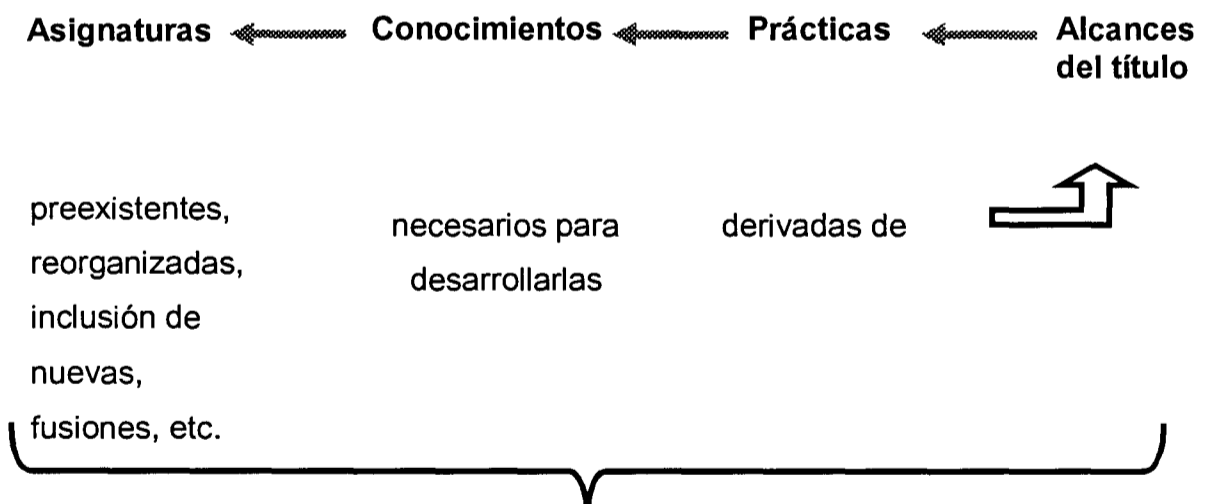 Asignaturas Conocimientos Prácticas Alcances
del título
preexistentes,
reorganizadas,
inclusión de
nuevas,
fusiones, etc.
necesarios para
desarrollarlas
derivadas de